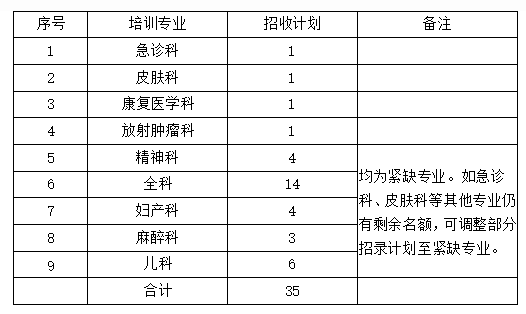 序号 培训专业 招收计划 备注
1 急诊科 1
2 皮肤科 1
3 康复医学科 1
4 放射肿瘤科 1
5 精神科 4
6 全科 14
7 妇产科 4
8 麻醉科 3
9 儿科 6
均为紧缺专业。如急诊
科、皮肤科等其他专业仍
有剩余名额，可调整部分
招录计划至紧缺专业。
合计 35